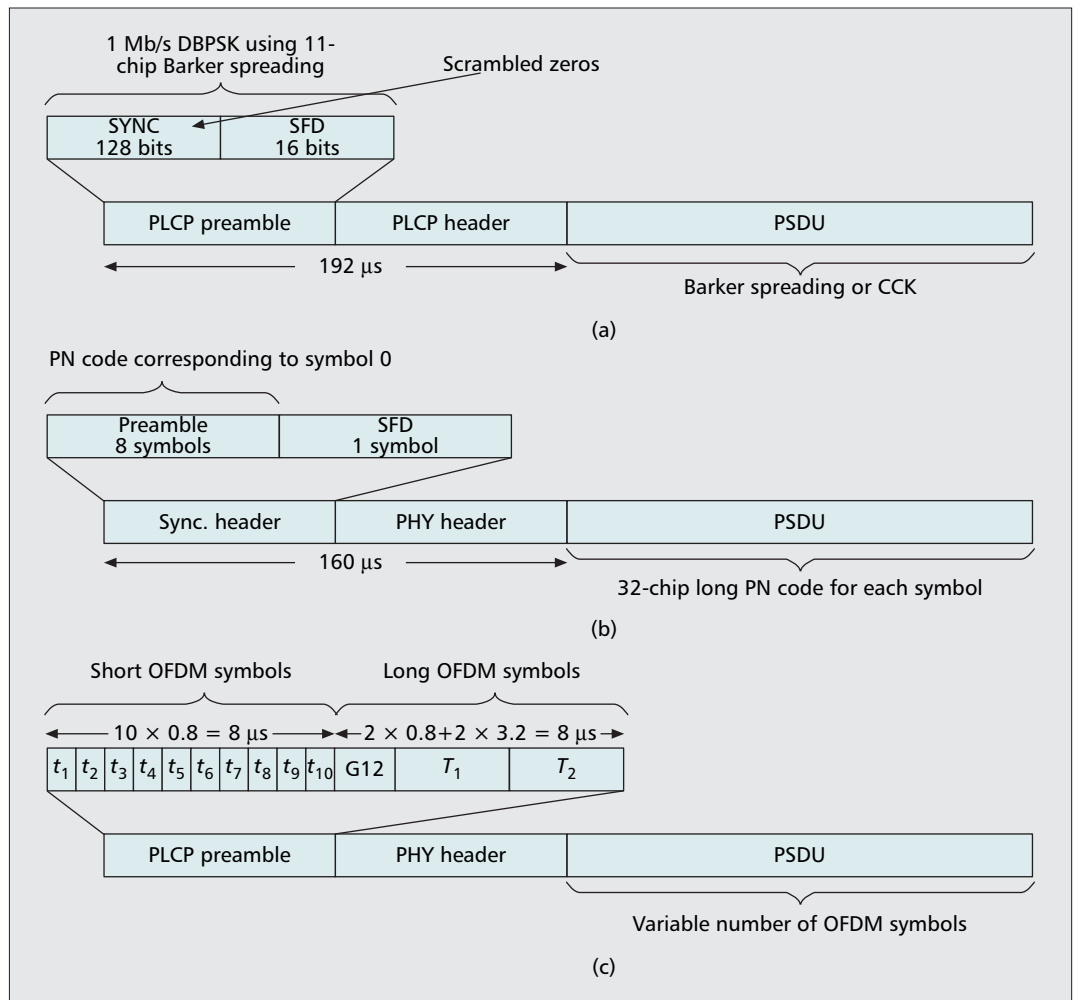 1 Mb/s DBPSK using 11-
chip Barker spreading
Scrambled zeros
SYNC
128 bits
SFD
16 bits
PLCP preamble
PLCP header
PSDU
192 μs
Barker spreading or CCK
(a)
PN code corresponding to symbol 0
Preamble
8 symbols
SFD
1 symbol
Sync. header
PHY header
PSDU
160 μs
32-chip long PN code for each symbol
(b)
Short OFDM symbols
Long OFDM symbols
10 × 0.8 = 8 μs
2 × 0.8+2 × 3.2 = 8 μs
t1 t2 t3 t4 t5 t6 t7 t8 t9 t10 G12 T1 T2
PLCP preamble
PHY header
PSDU
Variable number of OFDM symbols
(c)